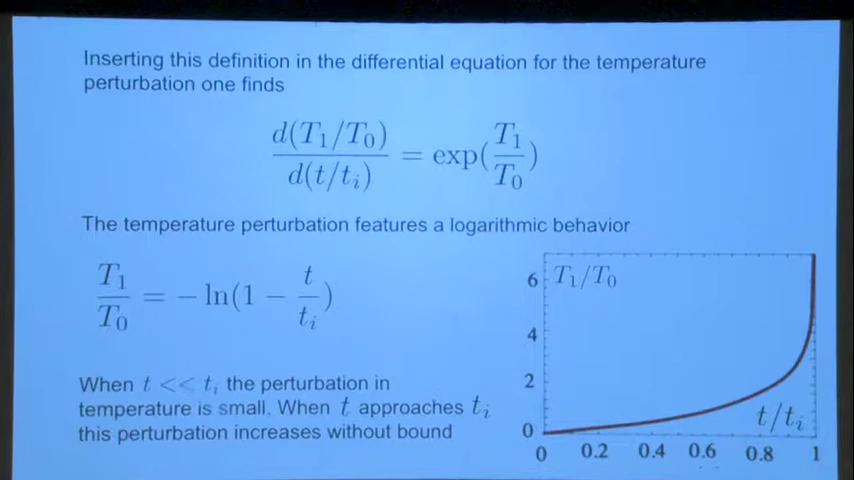 Inserting this definition in the differential equation for the temperature
perturbation one finds
d(T₁/T₀)/d(t/tᵢ) = exp(T₁/T₀)
The temperature perturbation features a logarithmic behavior
T₁/T₀ = −ln(1 − t/tᵢ)
When t << tᵢ the perturbation in
temperature is small. When t approaches tᵢ
this perturbation increases without bound
6 T₁/T₀
4
2
0 t/tᵢ
0 0.2 0.4 0.6 0.8 1